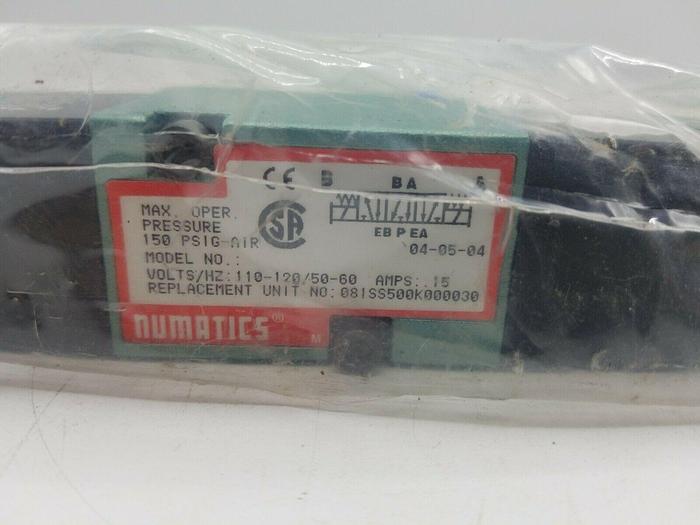 CE B BA A
MAX. OPER.
PRESSURE
150 PSIG-AIR
SA
EB P EA
04-05-04
MODEL NO.:
VOLTS/HZ:110-120/50-60 AMPS:.15
REPLACEMENT UNIT NO:081SS500K000030
numatics®
M